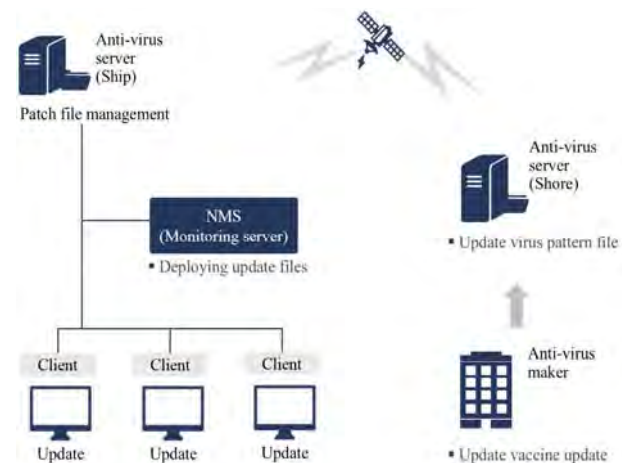 Anti-virus
server
(Ship)
Patch file management
NMS
(Monitoring server)
▪ Deploying update files
Client
Client
Client
Update
Update
Update
Anti-virus
server
(Shore)
▪ Update virus pattern file
Anti-virus
maker
▪ Update vaccine update